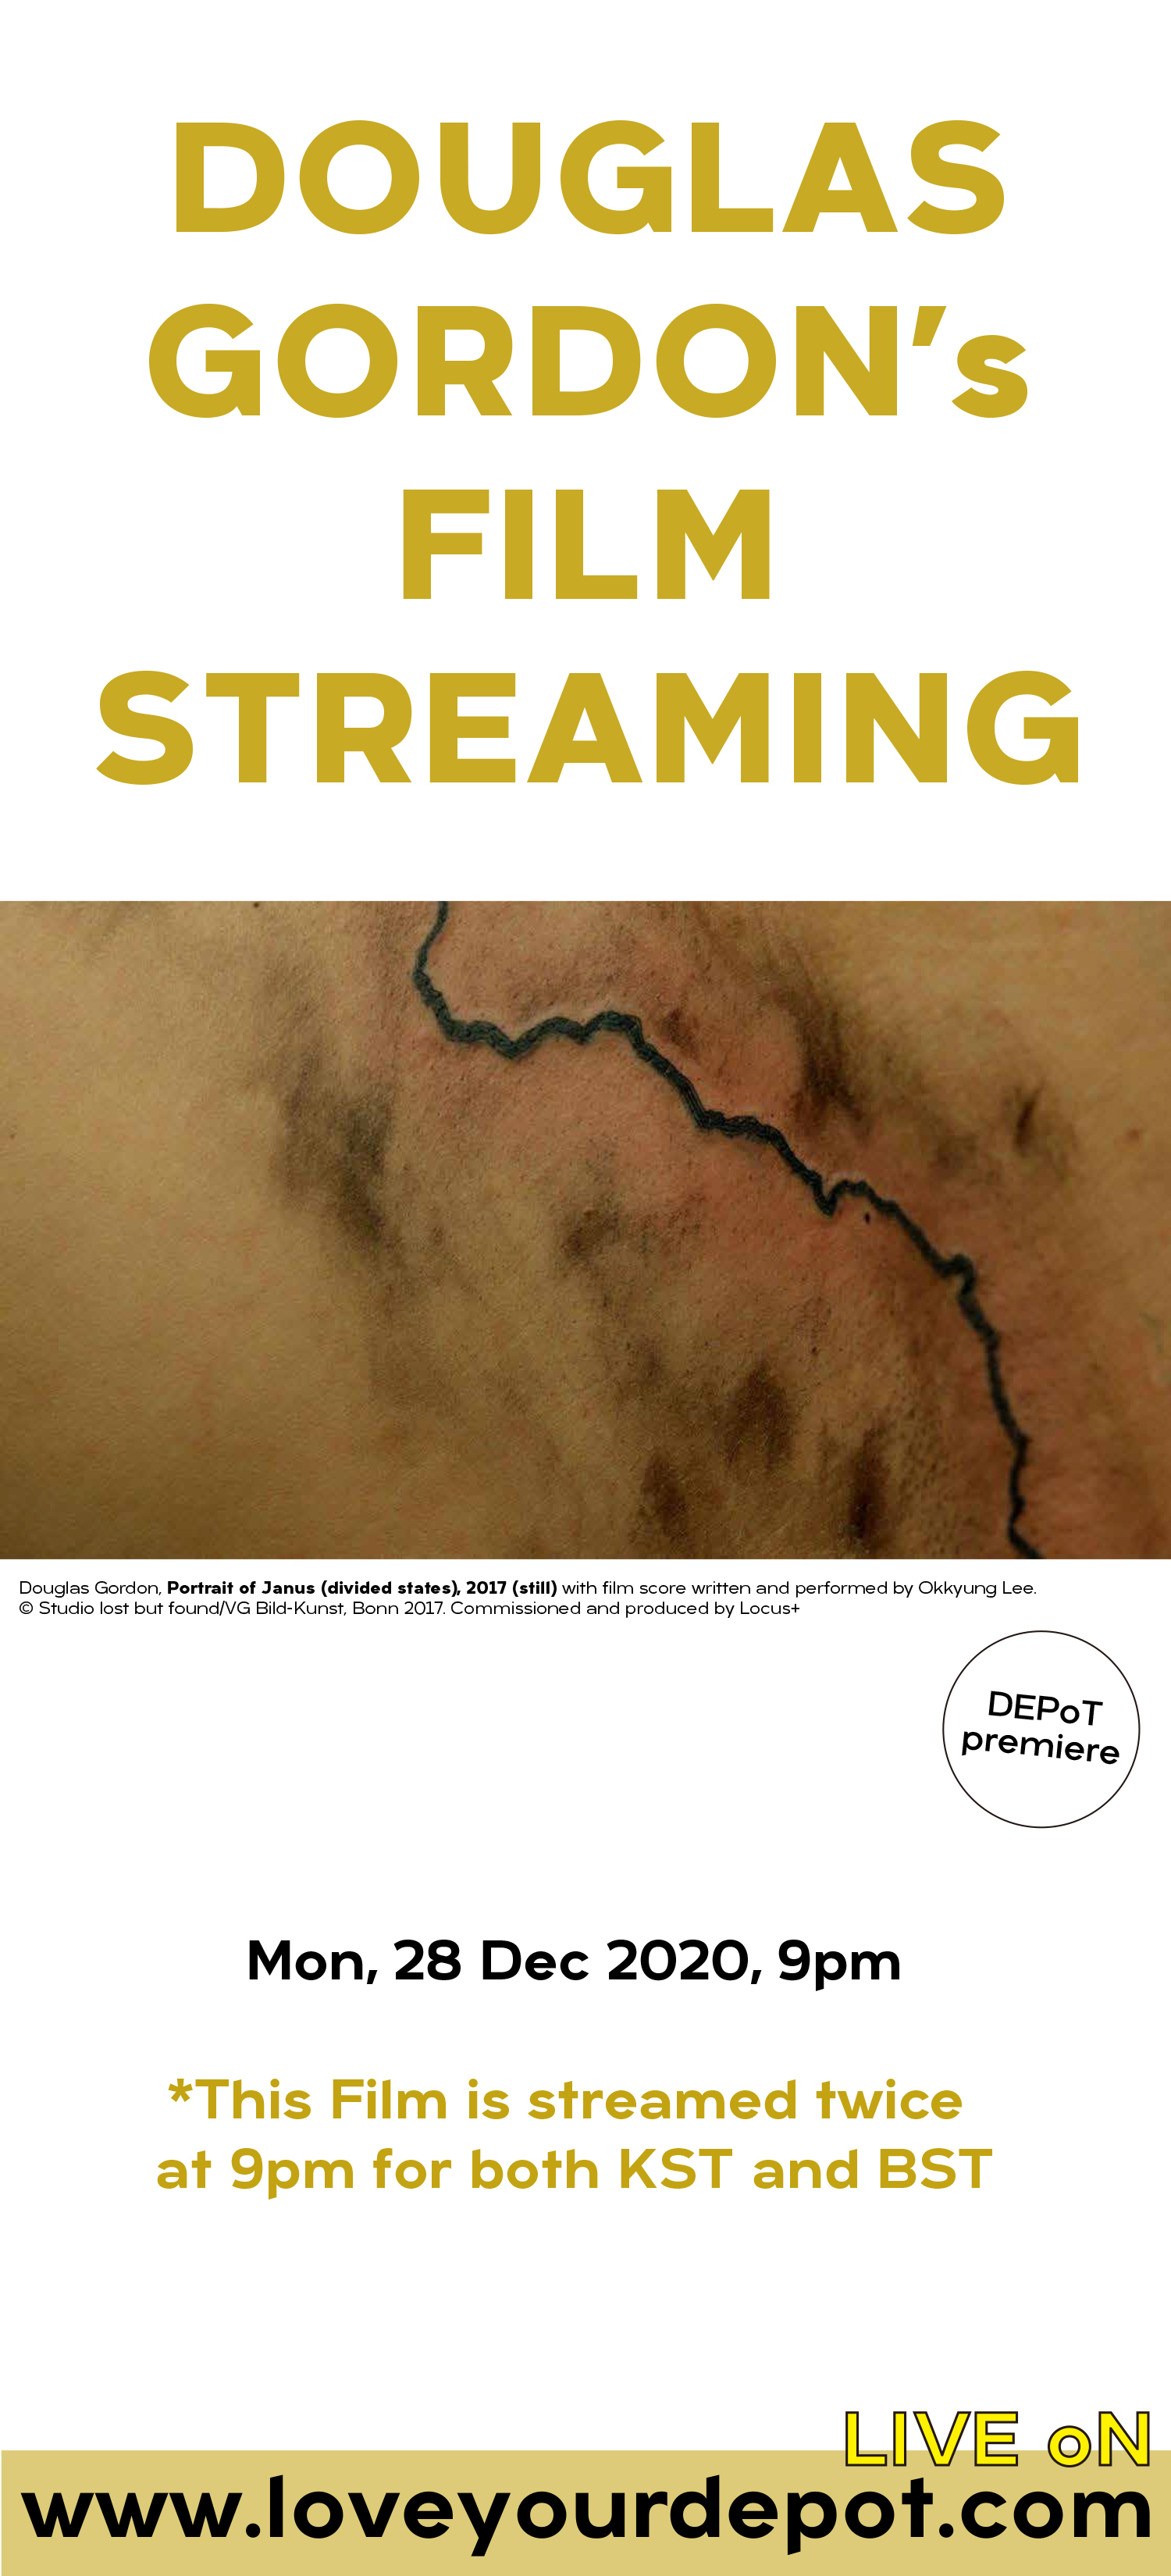 DOUGLAS
GORDON’s
FILM
STREAMING
Douglas Gordon, Portrait of Janus (divided states), 2017 (still) with film score written and performed by Okkyung Lee.
© Studio lost but found/VG Bild-Kunst, Bonn 2017. Commissioned and produced by Locus+
DEPoT
premiere
Mon, 28 Dec 2020, 9pm
*This Film is streamed twice
at 9pm for both KST and BST
LIVE oN
www.loveyourdepot.com